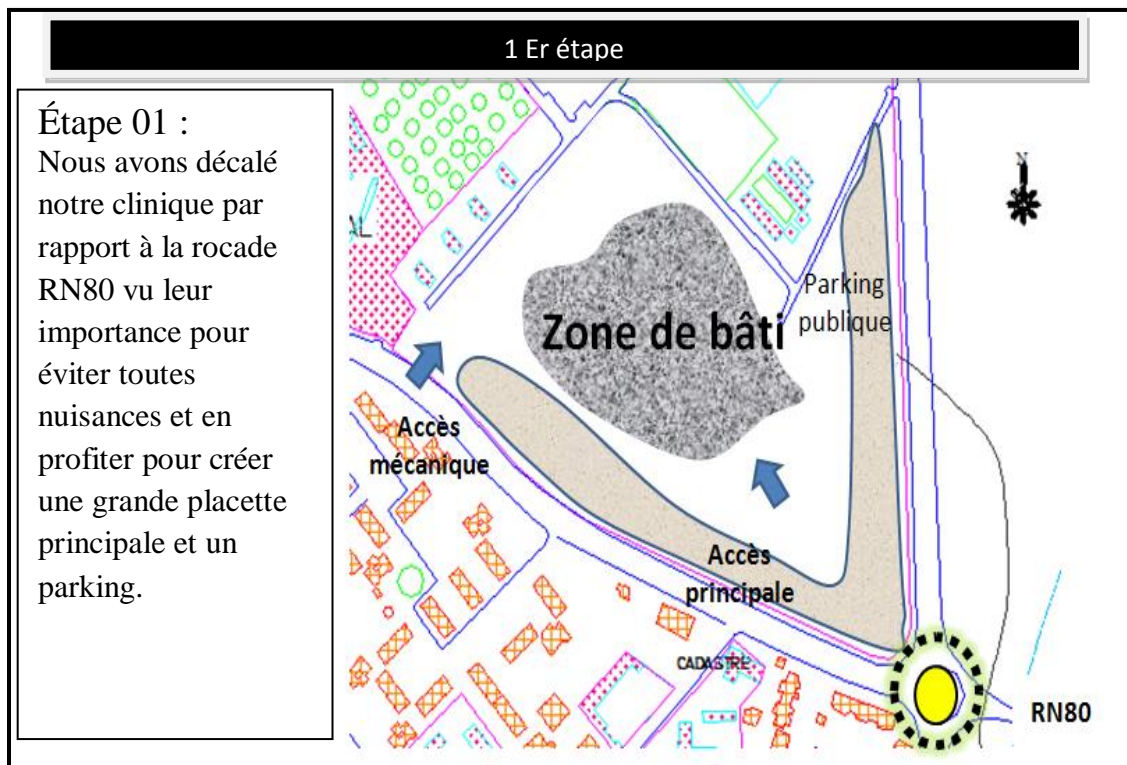 1 Er étape
Étape 01 :
Nous avons décalé
notre clinique par
rapport à la rocade
RN80 vu leur
importance pour
éviter toutes
nuisances et en
profiter pour créer
une grande placette
principale et un
parking.
AL
N
Parking
publique
Zone de bâti
Accès
mécanique
Accès
principale
CADASTRE
RN80